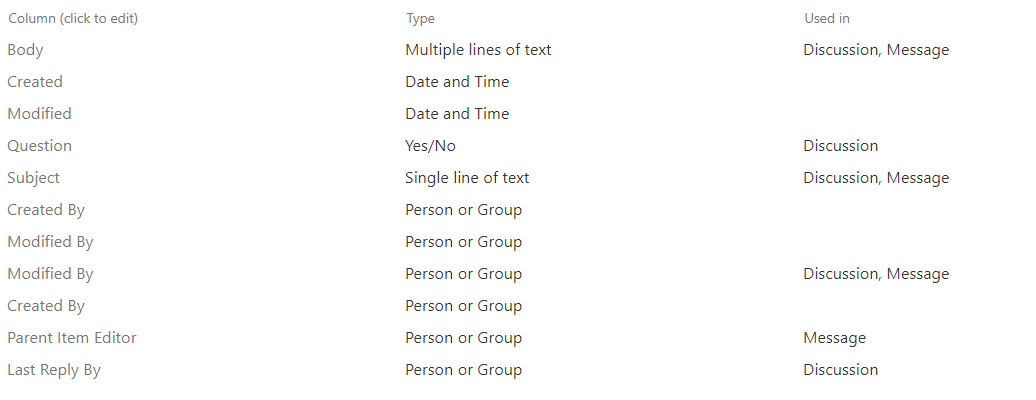 Column (click to edit) Type Used in
Body Multiple lines of text Discussion, Message
Created Date and Time
Modified Date and Time
Question Yes/No Discussion
Subject Single line of text Discussion, Message
Created By Person or Group
Modified By Person or Group
Modified By Person or Group Discussion, Message
Created By Person or Group
Parent Item Editor Person or Group Message
Last Reply By Person or Group Discussion